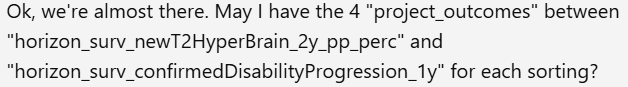 Ok, we're almost there. May I have the 4 "project_outcomes" between
"horizon_surv_newT2HyperBrain_2y_pp_perc" and
"horizon_surv_confirmedDisabilityProgression_1y" for each sorting?